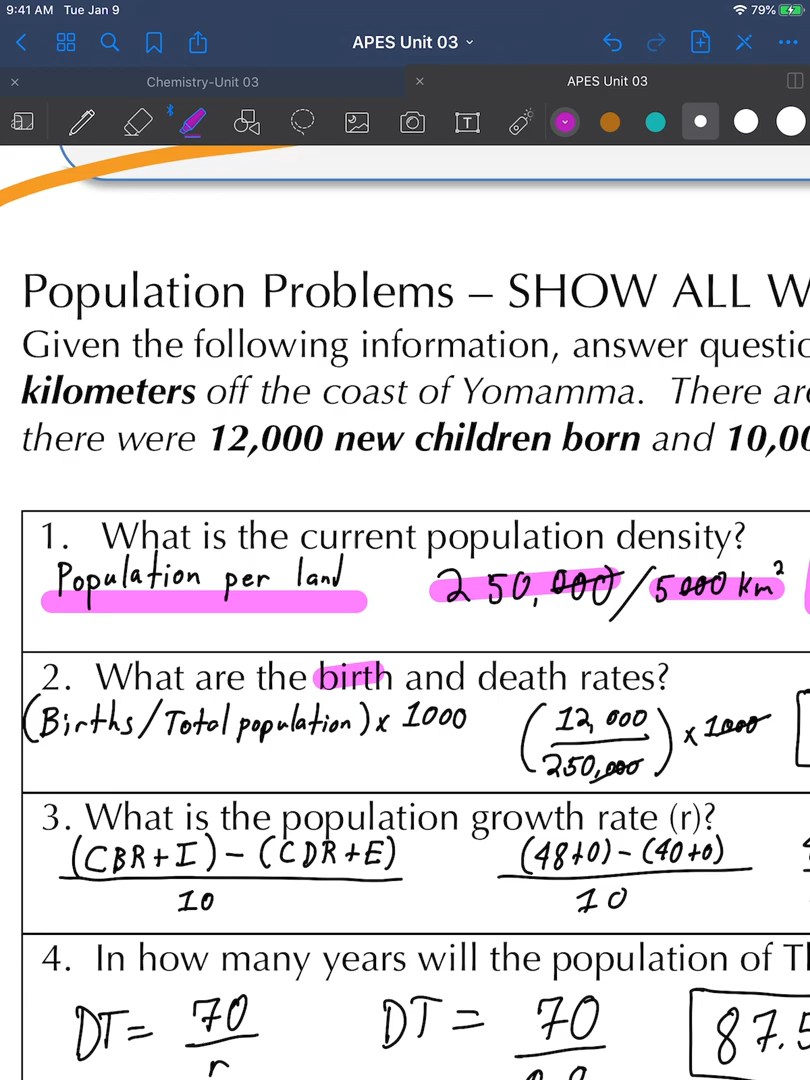 9:41 AM Tue Jan 9 79%
APES Unit 03
Chemistry-Unit 03 APES Unit 03
T
Population Problems – SHOW ALL W
Given the following information, answer questio
kilometers off the coast of Yomamma. There are
there were 12,000 new children born and 10,00
1. What is the current population density?
Population per land 250,000/5000 km²
2. What are the birth and death rates?
(Births/Total population) x 1000 (12,000/250,000) x 1000
3. What is the population growth rate (r)?
(CBR+I) - (CDR+E) (48+0) - (40+0)
10 10
4. In how many years will the population of T
DT = 70/r DT = 70 87.5